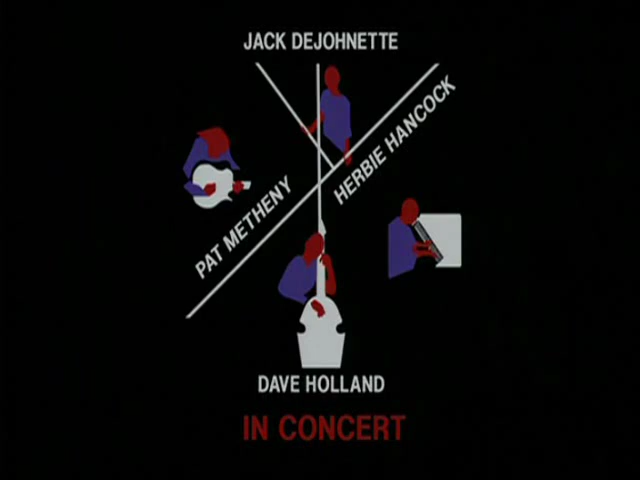 JACK DEJOHNETTE
HERBIE HANCOCK
PAT METHENY
DAVE HOLLAND
IN CONCERT